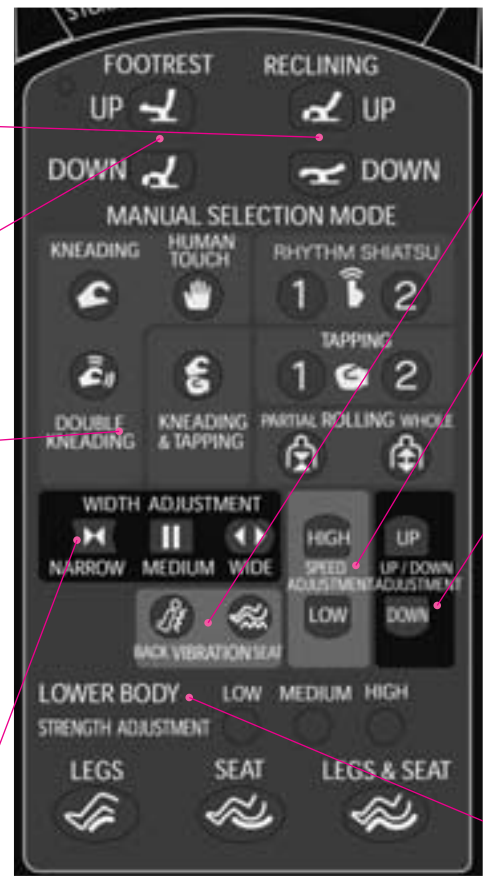 FOOTREST RECLINING
UP UP
DOWN DOWN
MANUAL SELECTION MODE
KNEADING HUMAN TOUCH RHYTHM SHIATSU
1 2
TAPPING
1 2
DOUBLE KNEADING
KNEADING & TAPPING
PARTIAL ROLLING WHOLE
WIDTH ADJUSTMENT
NARROW MEDIUM WIDE
HIGH
SPEED ADJUSTMENT
LOW
UP
UP / DOWN ADJUSTMENT
DOWN
BACK VIBRATION SEAT
LOWER BODY LOW MEDIUM HIGH
STRENGTH ADJUSTMENT
LEGS SEAT LEGS & SEAT